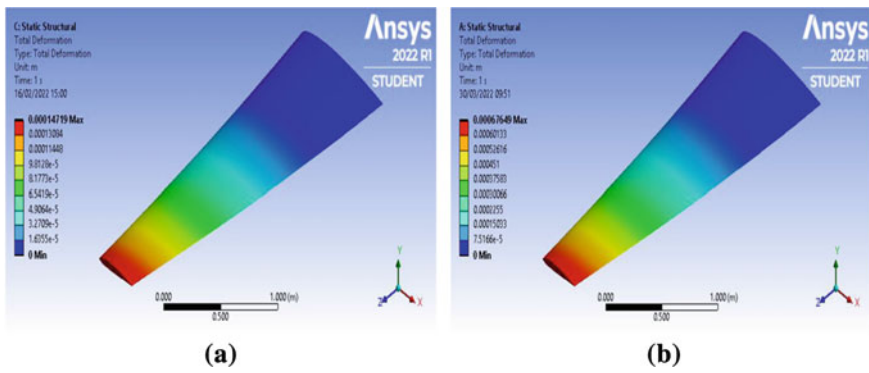 C: Static Structural
Total Deformation
Type: Total Deformation
Unit: m
Time: 1 s
16/02/2022 15:00
0.00014719 Max
0.00013084
0.00011448
9.8128e-5
8.1773e-5
6.5419e-5
4.9064e-5
3.2709e-5
1.6355e-5
0 Min
Ansys
2022 R1
STUDENT
0.000
1.000 (m)
0.500
Y
Z
X
(a)
A: Static Structural
Total Deformation
Type: Total Deformation
Unit: m
Time: 1 s
30/03/2022 09:51
0.00067649 Max
0.00060133
0.00052616
0.000451
0.00037583
0.00030066
0.0002255
0.00015033
7.5166e-5
0 Min
Ansys
2022 R1
STUDENT
0.000
1.000 (m)
0.500
Y
Z
X
(b)